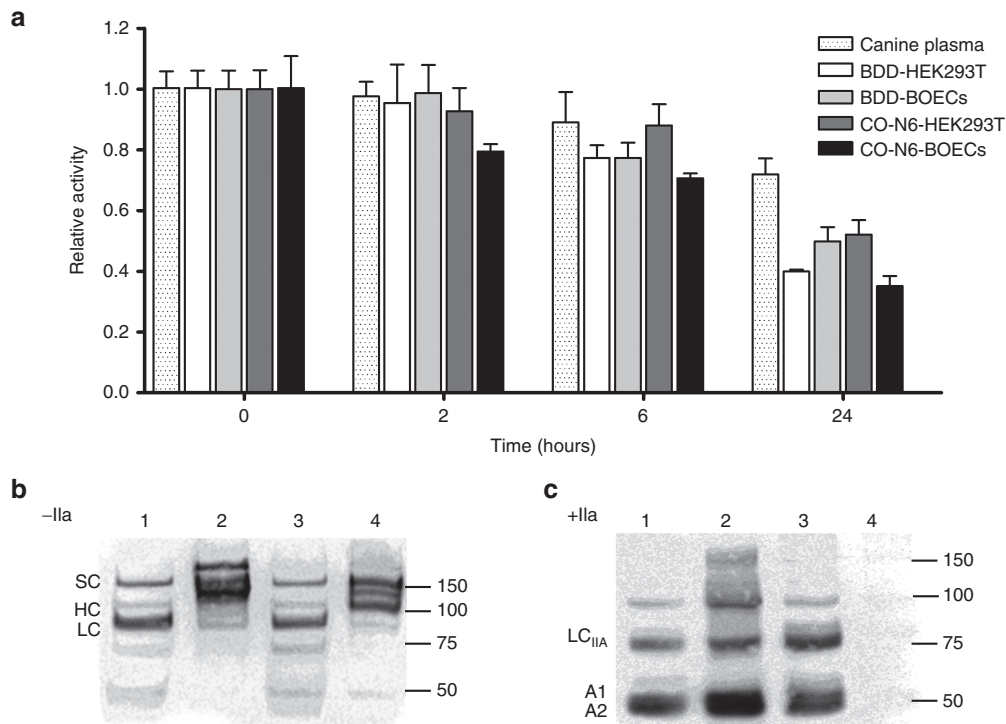 a
1.2
1.0
0.8
0.6
0.4
0.2
0.0
Relative activity
0 2 6 24
Time (hours)
Canine plasma
BDD-HEK293T
BDD-BOECs
CO-N6-HEK293T
CO-N6-BOECs
b
–IIa 1 2 3 4
SC
HC
LC
150
100
75
50
c
+IIa 1 2 3 4
LCIIA
A1
A2
150
100
75
50